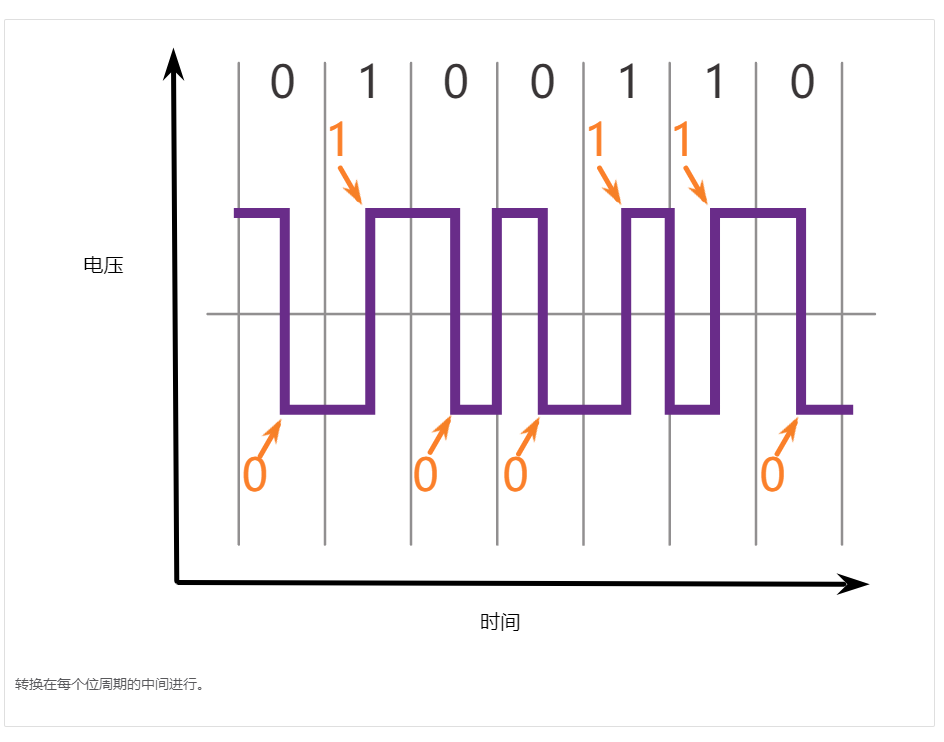 0 1 0 0 1 1 0
1 1 1
电压
0 0 0 0
时间
转换在每个位周期的中间进行。